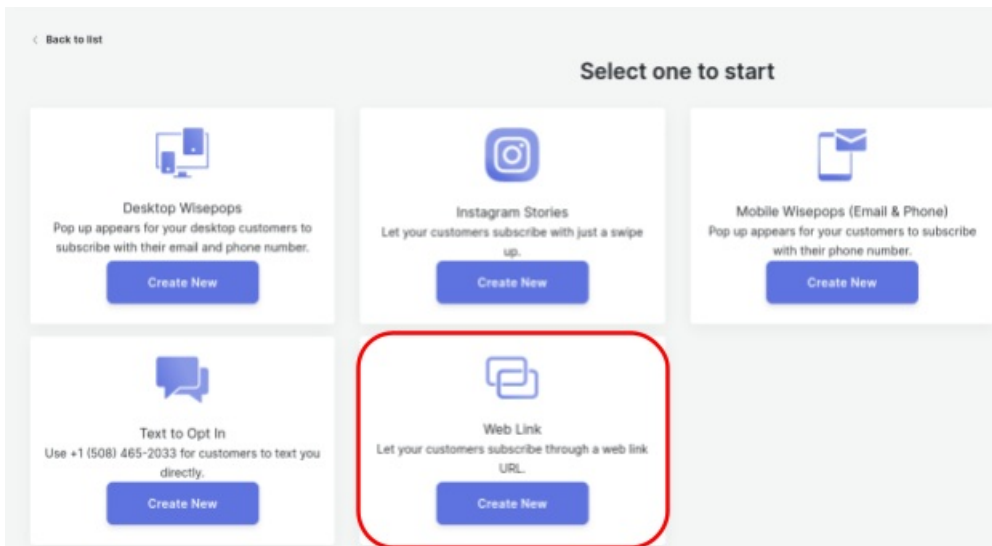 Back to list
Select one to start
Desktop Wisepops
Pop up appears for your desktop customers to
subscribe with their email and phone number.
Create New
Instagram Stories
Let your customers subscribe with just a swipe
up.
Create New
Mobile Wisepops (Email & Phone)
Pop up appears for your customers to subscribe
with their phone number.
Create New
Text to Opt In
Use +1 (508) 465-2033 for customers to text you
directly.
Create New
Web Link
Let your customers subscribe through a web link
URL.
Create New